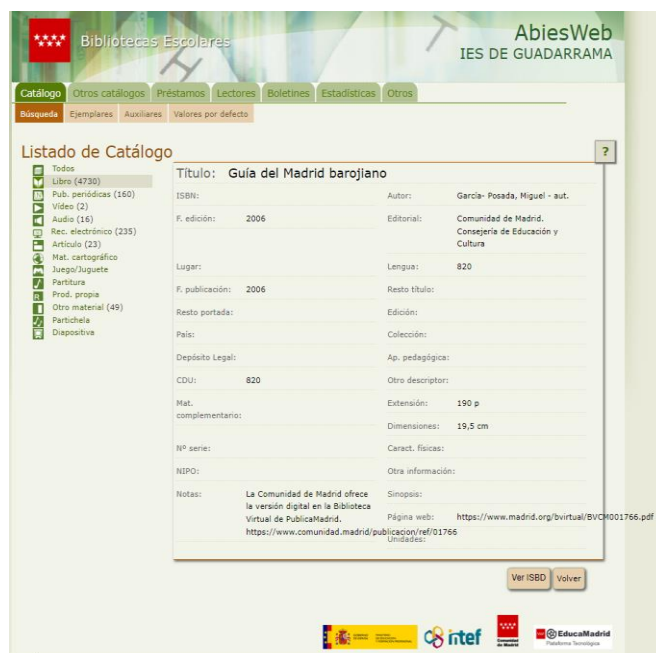 Bibliotecas Escolares
AbiesWeb
IES DE GUADARRAMA
Catálogo Otros catálogos Préstamos Lectores Boletines Estadísticas Otros
Búsqueda Ejemplares Auxiliares Valores por defecto
Listado de Catálogo
?
Todos
Libro (4730)
Pub. periódicas (160)
Vídeo (2)
Audio (16)
Rec. electrónico (235)
Artículo (23)
Mat. cartográfico
Juego/Juguete
Partitura
Prod. propia
Otro material (49)
Partichela
Diapositiva
Título: Guía del Madrid barojiano
ISBN: Autor: García- Posada, Miguel - aut.
F. edición: 2006 Editorial: Comunidad de Madrid.
Consejería de Educación y
Cultura
Lugar: Lengua: 820
F. publicación: 2006 Resto título:
Resto portada: Edición:
País: Colección:
Depósito Legal: Ap. pedagógica:
CDU: 820 Otro descriptor:
Mat. Extensión: 190 p
complementario:
Dimensiones: 19,5 cm
Nº serie: Caract. físicas:
NIPO: Otra información:
Notas: La Comunidad de Madrid ofrece Sinopsis:
la versión digital en la Biblioteca
Virtual de PublicaMadrid. Página web: https://www.madrid.org/bvirtual/BVCM001766.pdf
https://www.comunidad.madrid/publicacion/ref/01766
Unidades:
Ver ISBD Volver
intef
Comunidad
de Madrid
EducaMadrid
Plataforma Tecnológica